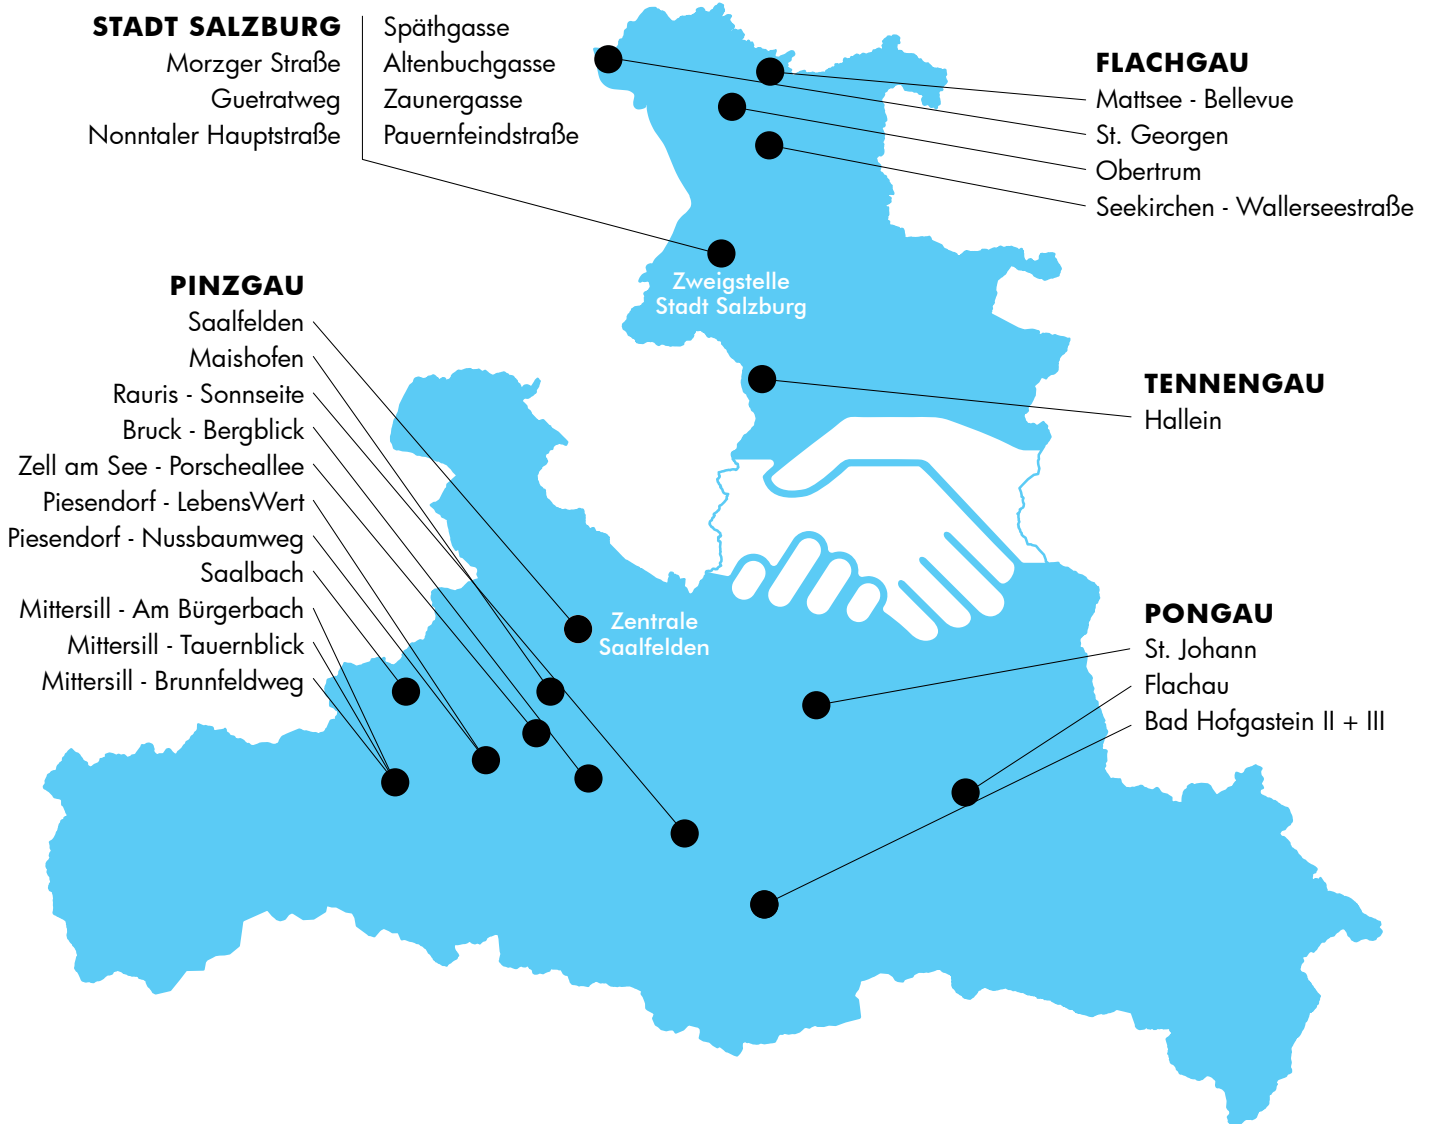 STADT SALZBURG
Morzger Straße
Guetratweg
Nonntaler Hauptstraße
Späthgasse
Altenbuchgasse
Zaunergasse
Pauernfeindstraße
FLACHGAU
Mattsee - Bellevue
St. Georgen
Obertrum
Seekirchen - Wallerseestraße
Zweigstelle
Stadt Salzburg
PINZGAU
Saalfelden
Maishofen
Rauris - Sonnseite
Bruck - Bergblick
Zell am See - Porscheallee
Piesendorf - LebensWert
Piesendorf - Nussbaumweg
Saalbach
Mittersill - Am Bürgerbach
Mittersill - Tauernblick
Mittersill - Brunnfeldweg
TENNENGAU
Hallein
Zentrale
Saalfelden
PONGAU
St. Johann
Flachau
Bad Hofgastein II + III